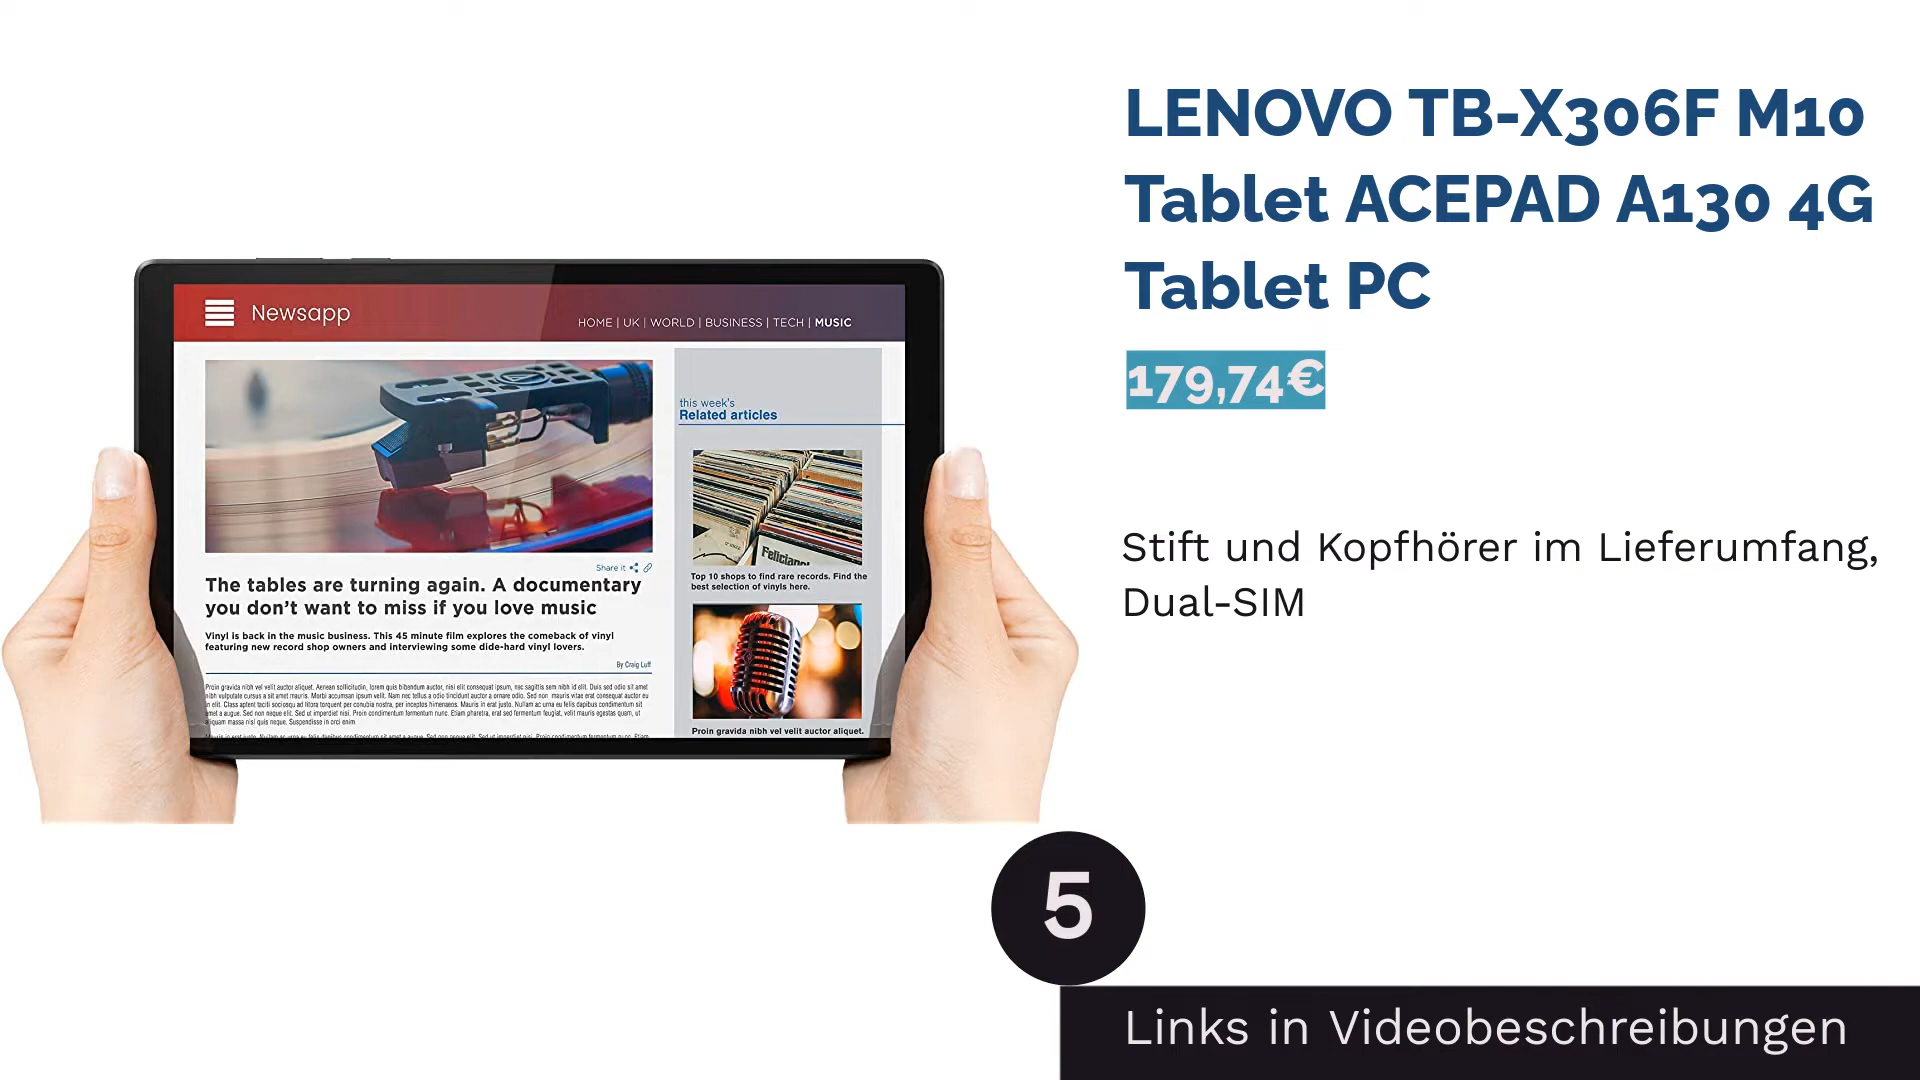 LENOVO TB-X306F M10
Tablet ACEPAD A130 4G
Tablet PC
179,74€
Stift und Kopfhörer im Lieferumfang,
Dual-SIM
Newsapp
HOME | UK | WORLD | BUSINESS | TECH | MUSIC
this week's
Related articles
Feliciano
Share it
The tables are turning again. A documentary
you don't want to miss if you love music
Vinyl is back in the music business. This 45 minute film explores the comeback of vinyl
featuring new record shop owners and interviewing some dide-hard vinyl lovers.
By Craig Luff
Top 10 shops to find rare records. Find the
best selection of vinyls here.
Proin gravida nibh vel velit auctor aliquet.
5
Links in Videobeschreibungen